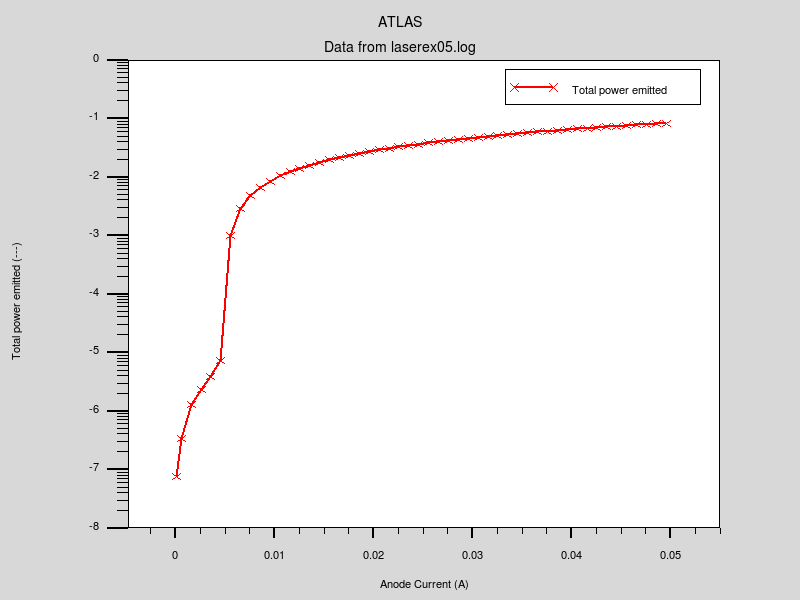 ATLAS
Data from laserex05.log
Total power emitted
0
-1
-2
-3
-4
-5
-6
-7
-8
Total power emitted (---)
0 0.01 0.02 0.03 0.04 0.05
Anode Current (A)